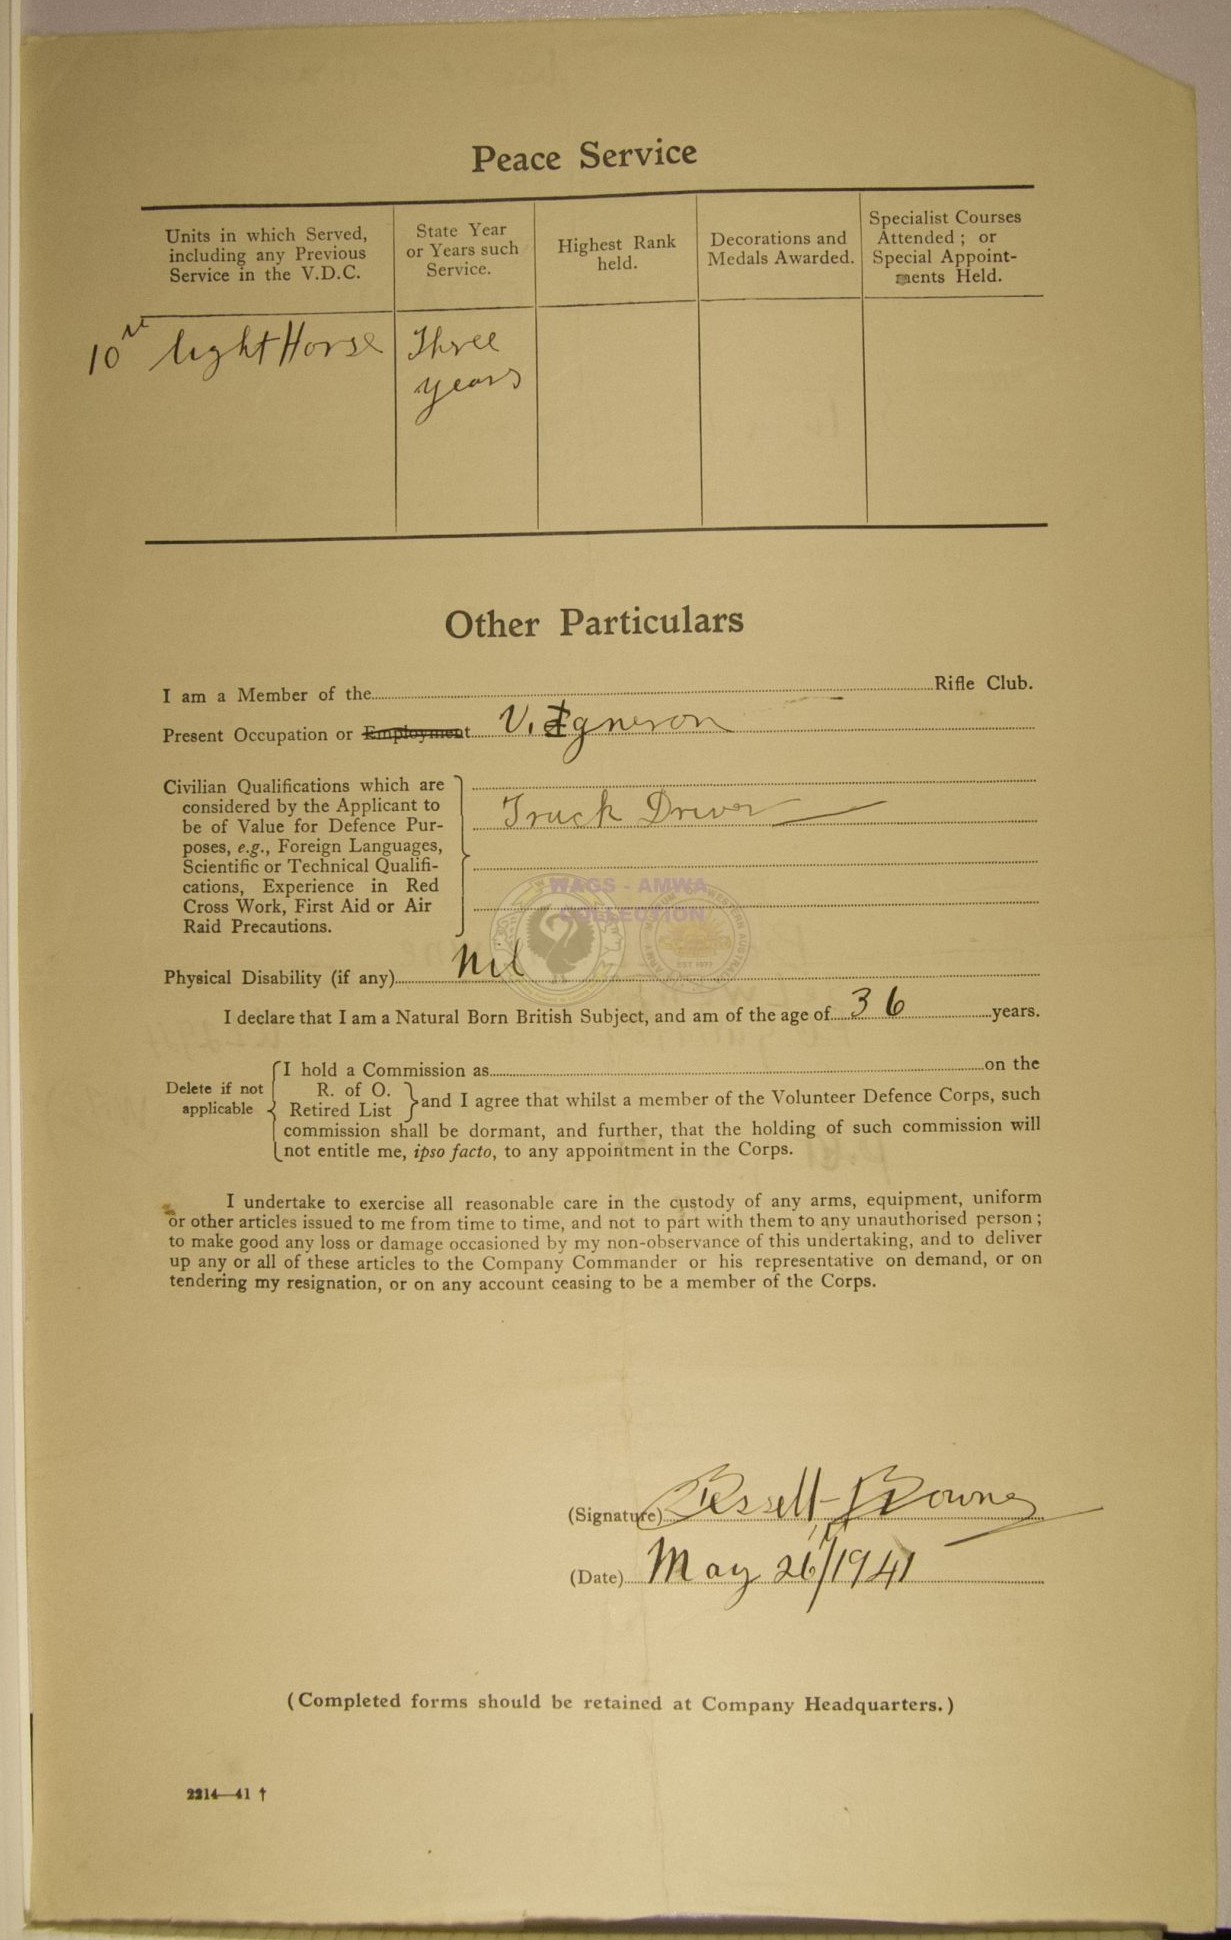 Peace Service
Units in which Served,
including any Previous
Service in the V.D.C.
State Year
or Years such
Service.
Highest Rank
held.
Decorations and
Medals Awarded.
Specialist Courses
Attended ; or
Special Appoint-
ments Held.
10 light Horse
Three
years
Other Particulars
I am a Member of the Rifle Club.
Present Occupation or Employment Vigneron
Civilian Qualifications which are
considered by the Applicant to
be of Value for Defence Pur-
poses, e.g., Foreign Languages,
Scientific or Technical Qualifi-
cations, Experience in Red
Cross Work, First Aid or Air
Raid Precautions.
Truck Driver
WAGS - AMWA
COLLECTION
Physical Disability (if any) Nil
I declare that I am a Natural Born British Subject, and am of the age of 36 years.
Delete if not
applicable
I hold a Commission as on the
R. of O.
Retired List
and I agree that whilst a member of the Volunteer Defence Corps, such
commission shall be dormant, and further, that the holding of such commission will
not entitle me, ipso facto, to any appointment in the Corps.
I undertake to exercise all reasonable care in the custody of any arms, equipment, uniform
or other articles issued to me from time to time, and not to part with them to any unauthorised person ;
to make good any loss or damage occasioned by my non-observance of this undertaking, and to deliver
up any or all of these articles to the Company Commander or his representative on demand, or on
tendering my resignation, or on any account ceasing to be a member of the Corps.
(Signature)
(Date) May 26/1941
(Completed forms should be retained at Company Headquarters.)
2214—41 †